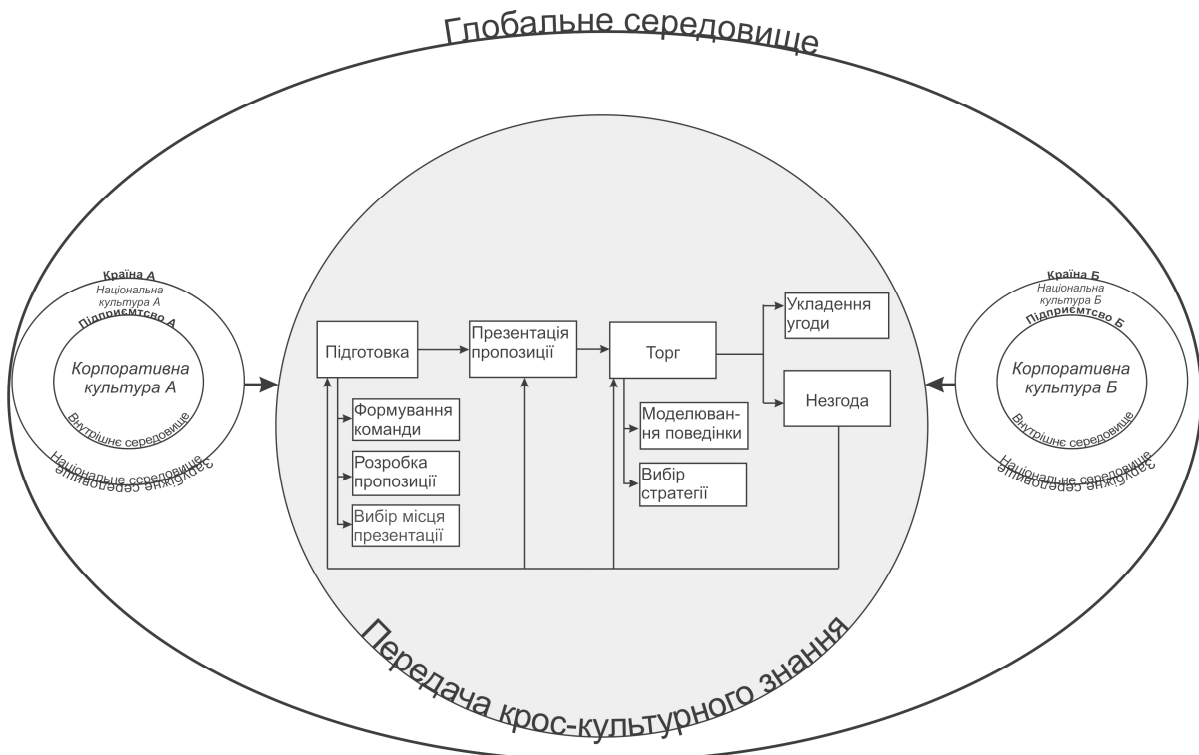 Глобальне середовище
Країна А
Національна
культура А
Підприємтсво А
Корпоративна
культура А
Внутрішнє середовище
Національне середовище
Зарубіжне середовище
Підготовка
Формування
команди
Розробка
пропозиції
Вибір місця
презентації
Презентація
пропозиції
Торг
Моделюван-
ня поведінки
Вибір
стратегії
Укладення
угоди
Незгода
Країна Б
Національна
культура Б
Підприємтсво Б
Корпоративна
культура Б
Внутрішнє середовище
Національне середовище
Зарубіжне середовище
Передача крос-культурного знання